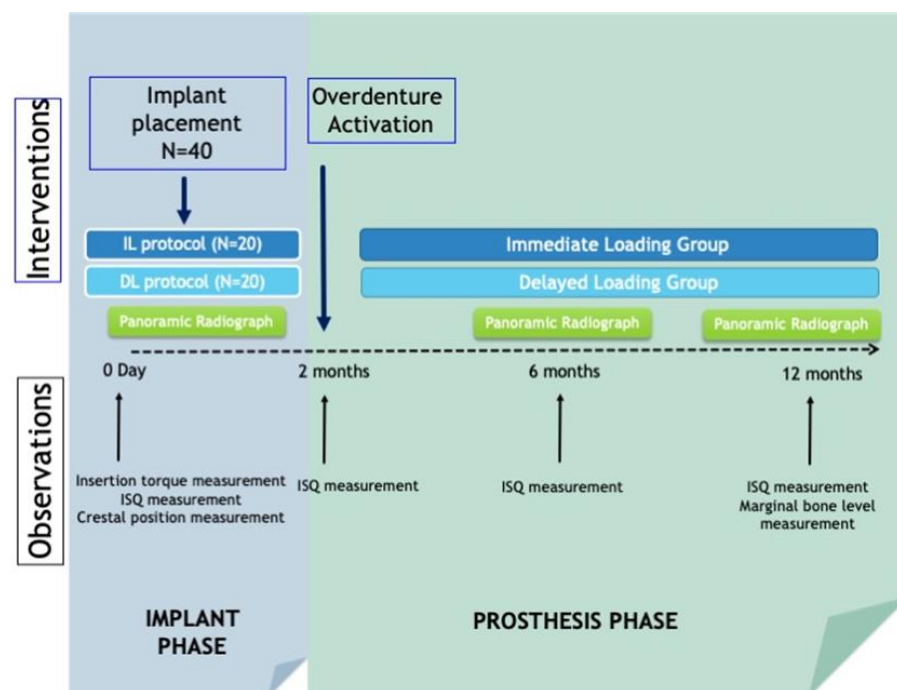 Interventions
Implant
placement
N=40
Overdenture
Activation
IL protocol (N=20)
Immediate Loading Group
DL protocol (N=20)
Delayed Loading Group
Panoramic Radiograph
Panoramic Radiograph
Panoramic Radiograph
0 Day
2 months
6 months
12 months
Observations
Insertion torque measurement
ISQ measurement
Crestal position measurement
ISQ measurement
ISQ measurement
ISQ measurement
Marginal bone level
measurement
IMPLANT
PHASE
PROSTHESIS PHASE